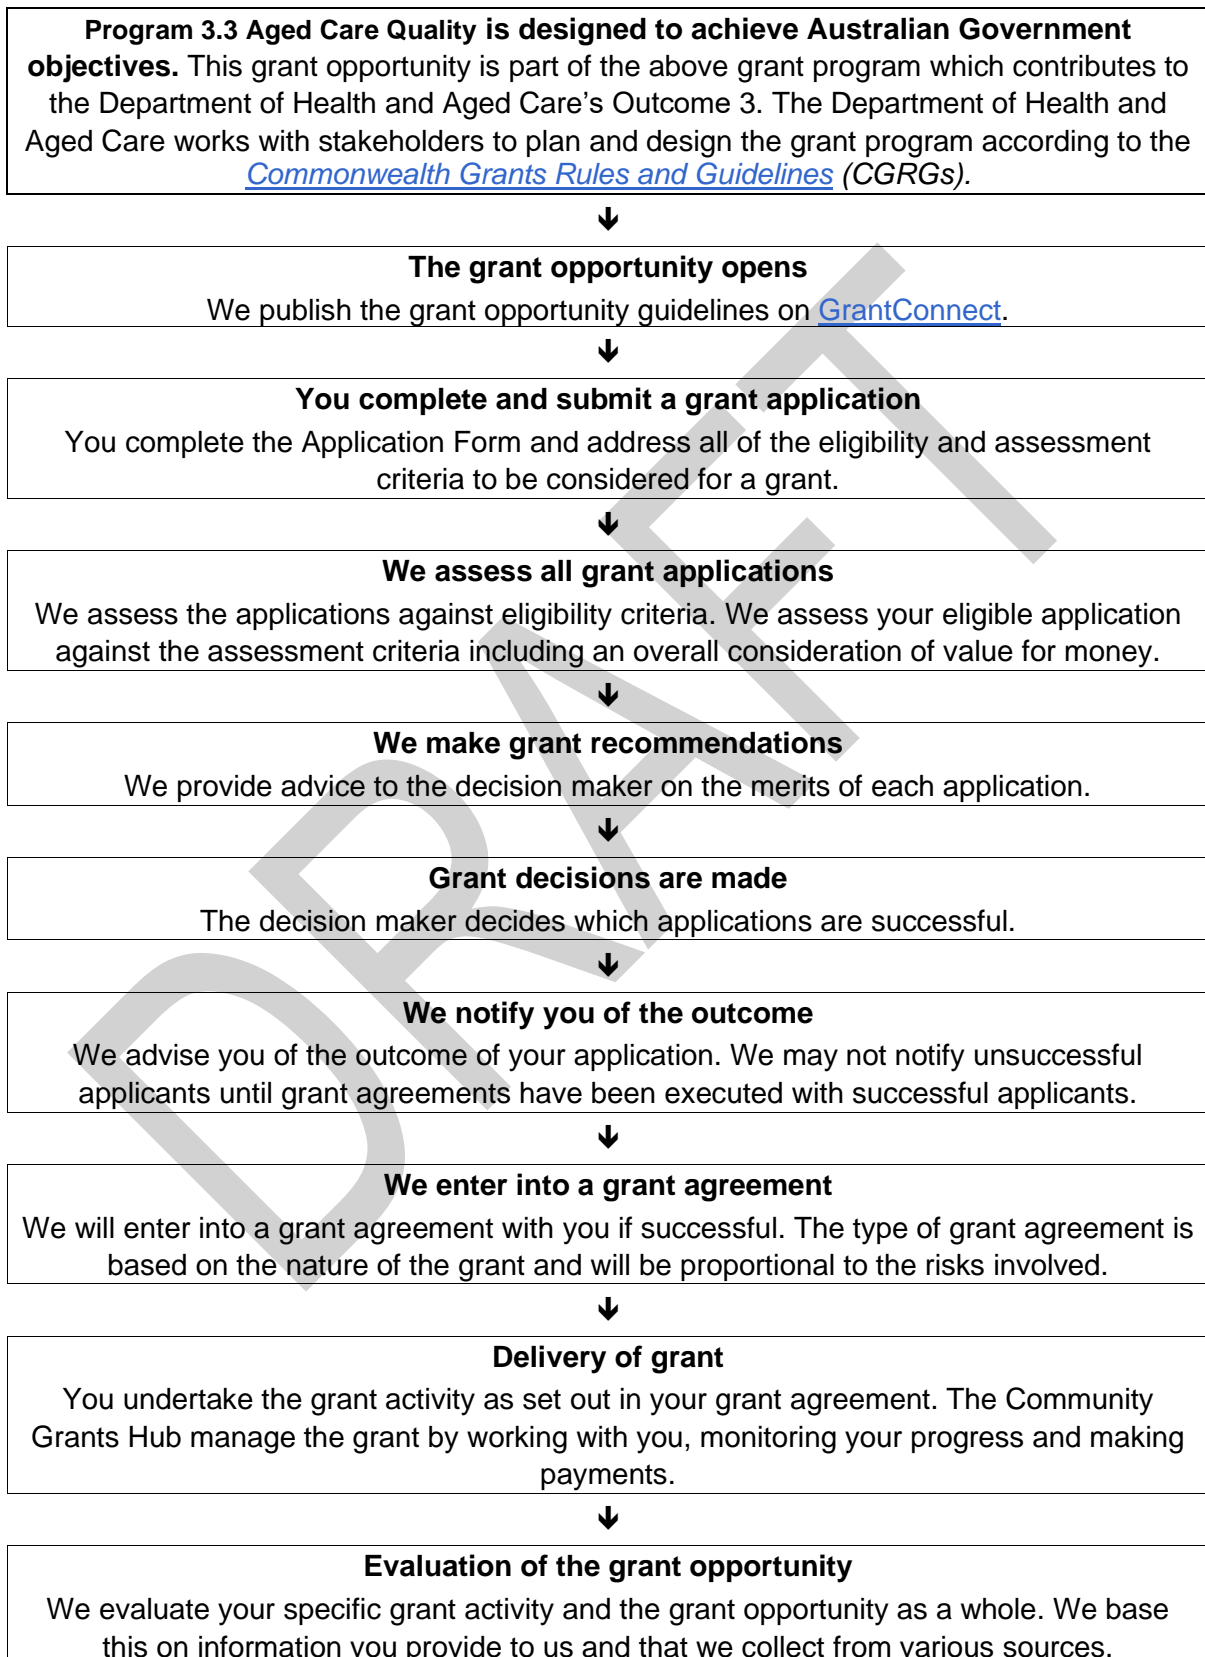 Program 3.3 Aged Care Quality is designed to achieve Australian Government
objectives. This grant opportunity is part of the above grant program which contributes to
the Department of Health and Aged Care's Outcome 3. The Department of Health and
Aged Care works with stakeholders to plan and design the grant program according to the
Commonwealth Grants Rules and Guidelines (CGRGs).
The grant opportunity opens
We publish the grant opportunity guidelines on GrantConnect.
You complete and submit a grant application
You complete the Application Form and address all of the eligibility and assessment
criteria to be considered for a grant.
We assess all grant applications
We assess the applications against eligibility criteria. We assess your eligible application
against the assessment criteria including an overall consideration of value for money.
We make grant recommendations
We provide advice to the decision maker on the merits of each application.
Grant decisions are made
The decision maker decides which applications are successful.
We notify you of the outcome
We advise you of the outcome of your application. We may not notify unsuccessful
applicants until grant agreements have been executed with successful applicants.
We enter into a grant agreement
We will enter into a grant agreement with you if successful. The type of grant agreement is
based on the nature of the grant and will be proportional to the risks involved.
Delivery of grant
You undertake the grant activity as set out in your grant agreement. The Community
Grants Hub manage the grant by working with you, monitoring your progress and making
payments.
Evaluation of the grant opportunity
We evaluate your specific grant activity and the grant opportunity as a whole. We base
this on information you provide to us and that we collect from various sources.
DRAFT